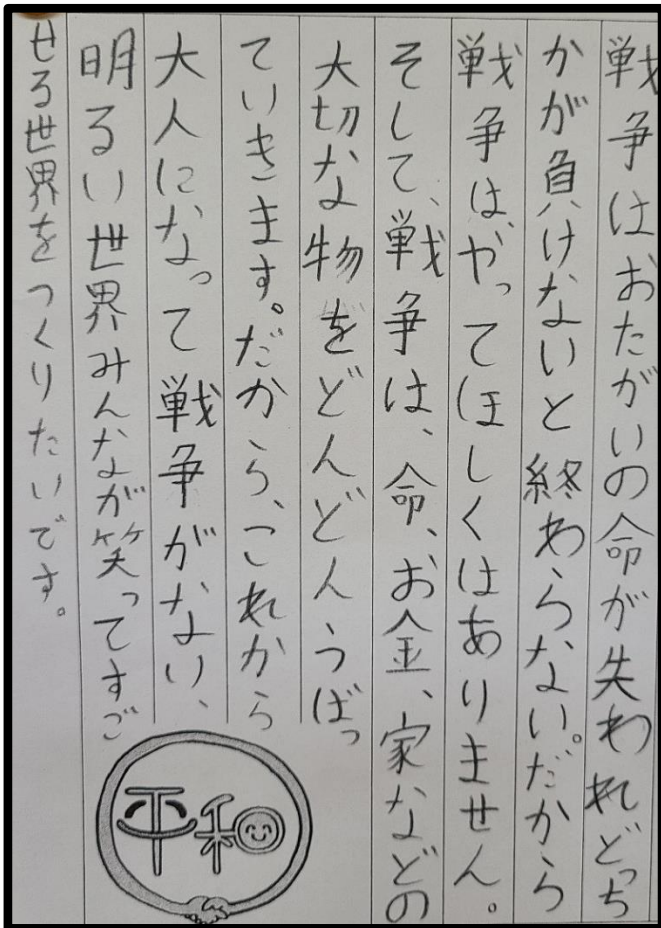 戦争はおたがいの命が失われどっち
かが負けないと終わらない。だから
戦争はやってほしくはありません。
そして、戦争は、命、お金、家などの
大切な物をどんどんうばっ
ていきます。だから、これから
大人になって戦争がない、
明るい世界みんなが笑ってすご
せる世界をつくりたいです。
平和